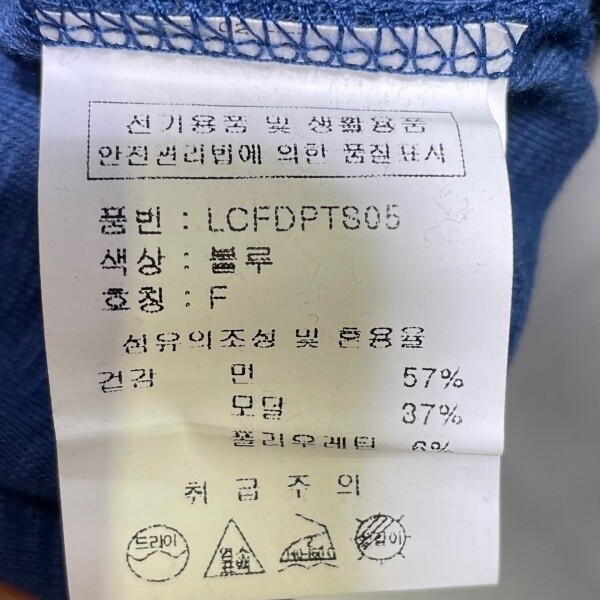 전기용품 및 생활용품
안전관리법에 의한 품질표시
품번 : LCFDPTS05
색상 : 블루
호칭 : F
섬유의조성 및 혼용율
겉감 면 57%
모달 37%
폴리우레탄 6%
취 급 주 의
드라이
염소
표백